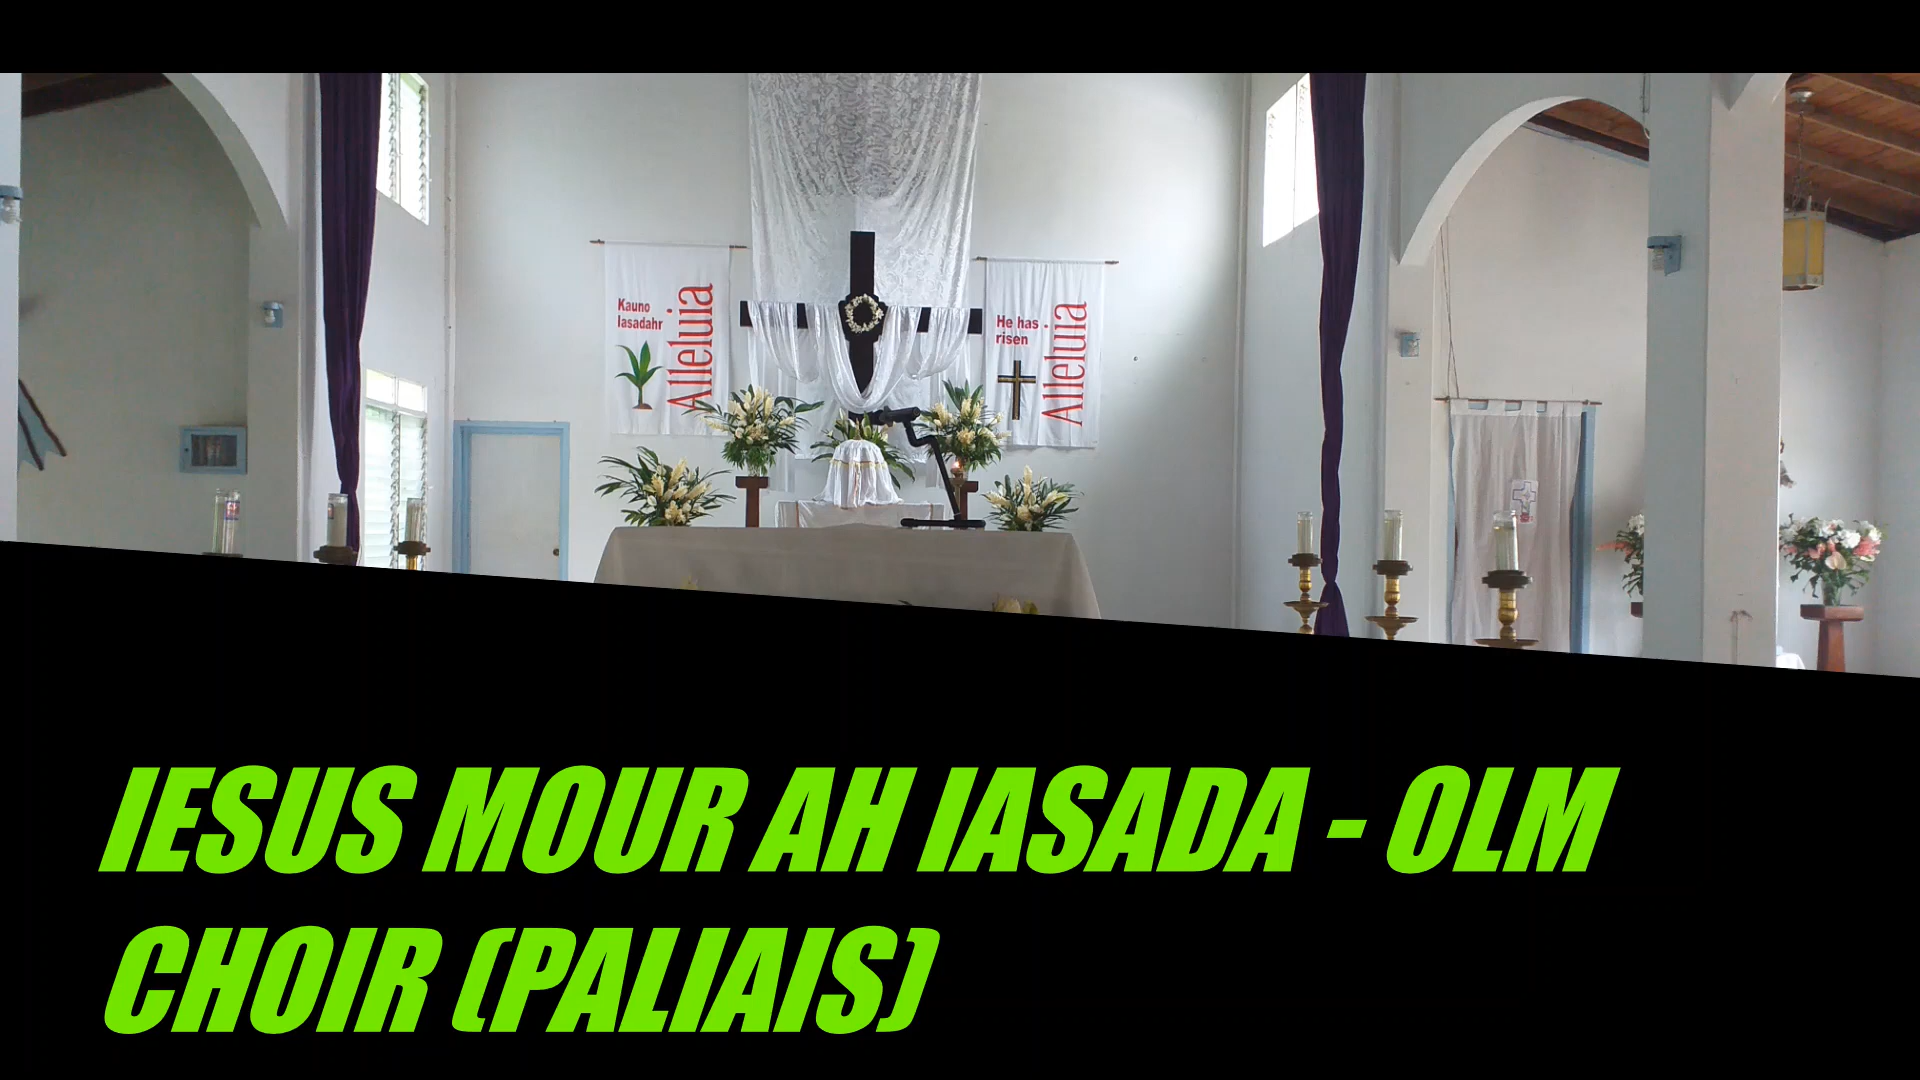 Kauno
Iasadahr
Alleluia
He has
risen
Alleluia
IESUS MOUR AH IASADA - OLM
CHOIR (PALIAIS)